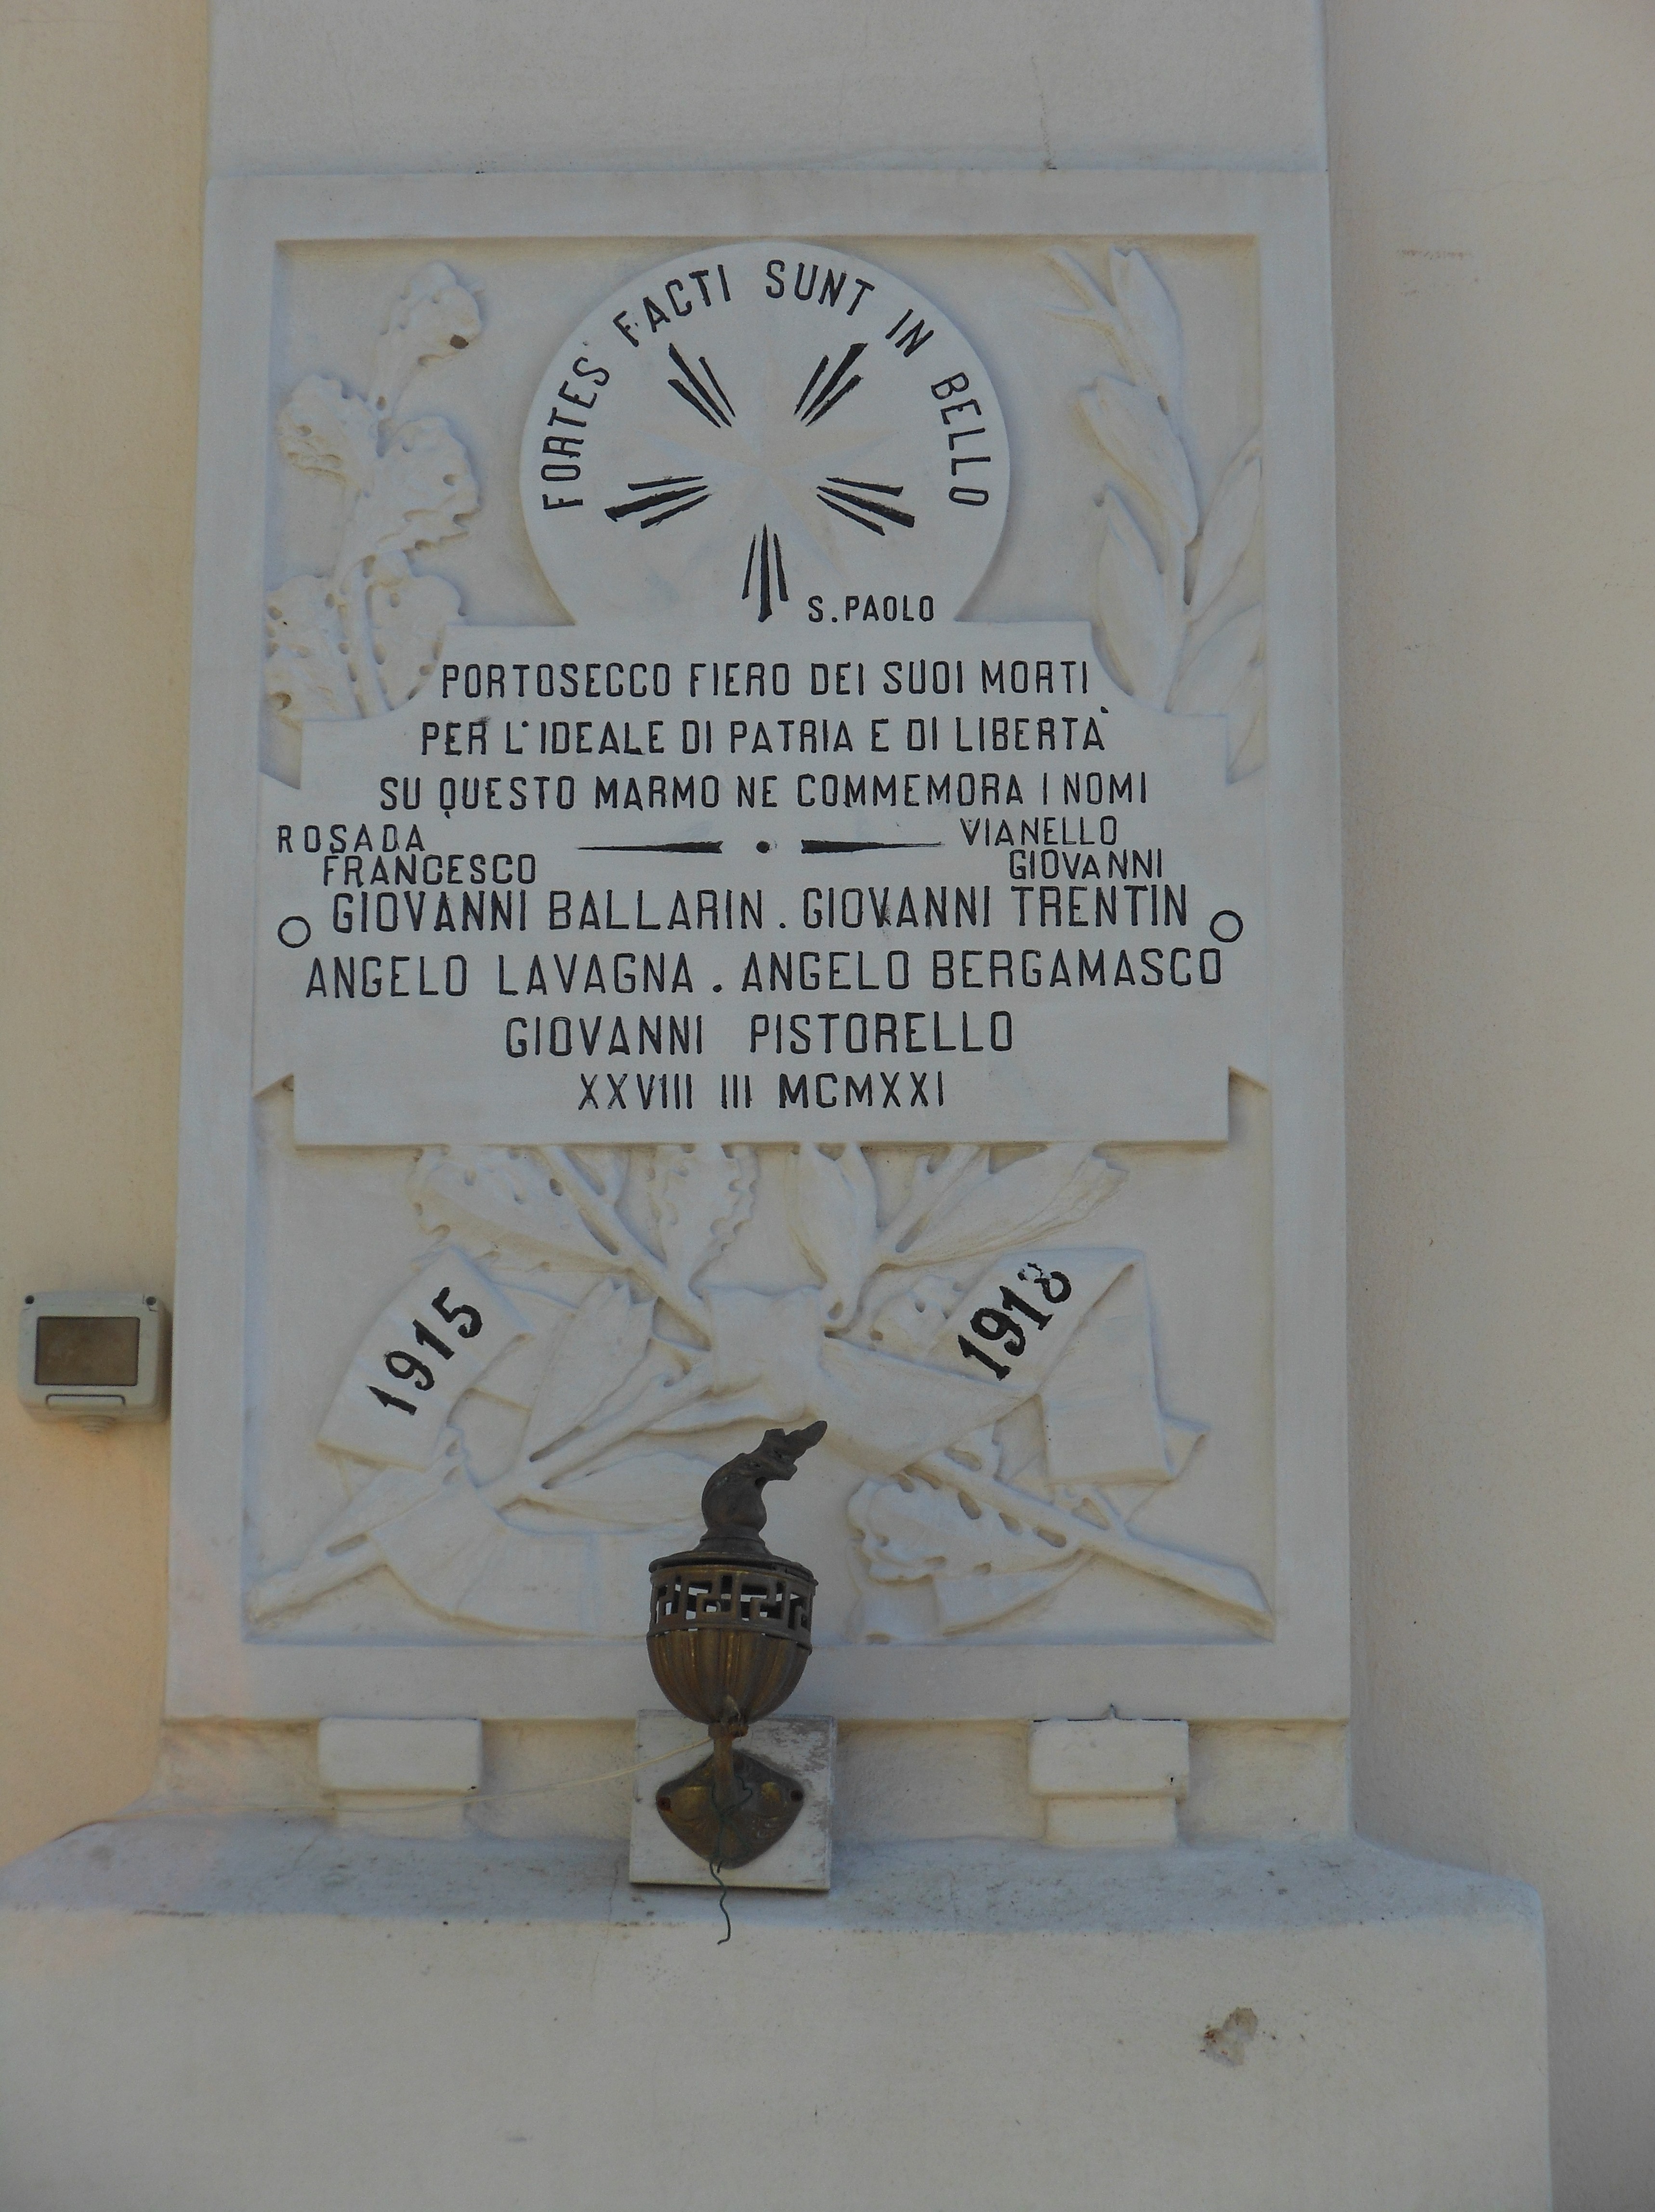 FORTES FACTI SUNT IN BELLO
S. PAOLO
PORTOSECCO FIERO DEI SUOI MORTI
PER L'IDEALE DI PATRIA E DI LIBERTÀ
SU QUESTO MARMO NE COMMEMORA I NOMI
ROSADA
FRANCESCO
VIANELLO
GIOVANNI
GIOVANNI BALLARIN . GIOVANNI TRENTIN
ANGELO LAVAGNA . ANGELO BERGAMASCO
GIOVANNI PISTORELLO
XXVIII III MCMXXI
1915
1918